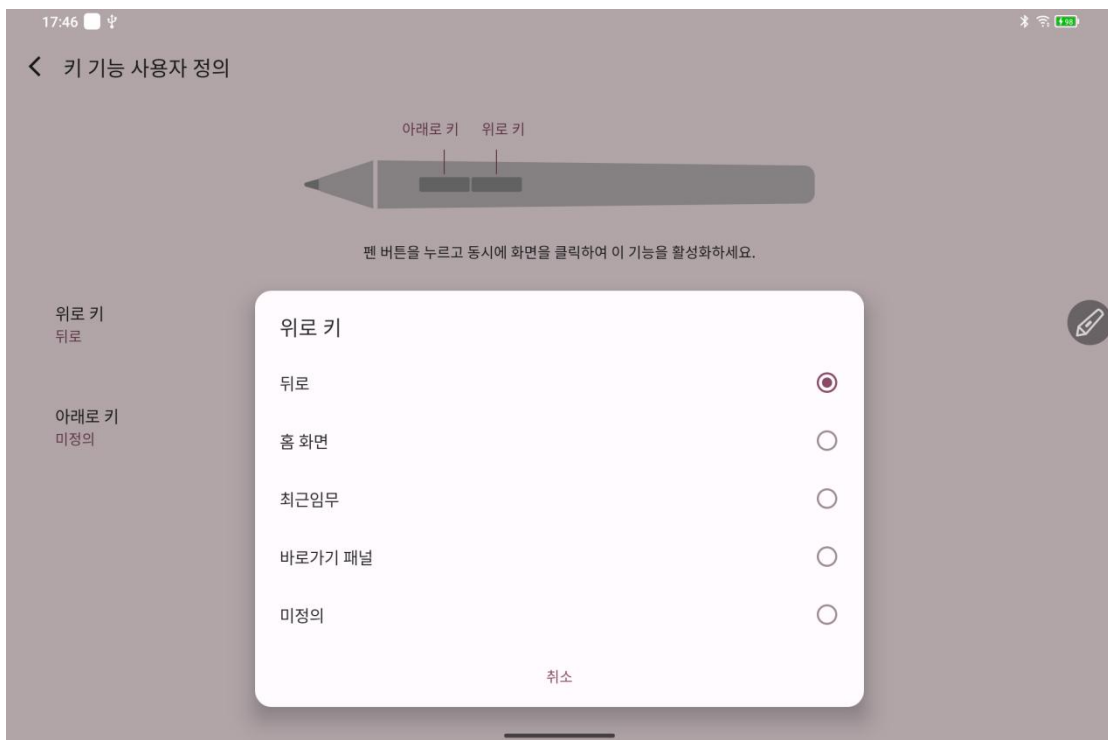 17:46
98
키 기능 사용자 정의
아래로 키 위로 키
펜 버튼을 누르고 동시에 화면을 클릭하여 이 기능을 활성화하세요.
위로 키
뒤로
아래로 키
미정의
위로 키
뒤로
홈 화면
최근임무
바로가기 패널
미정의
취소